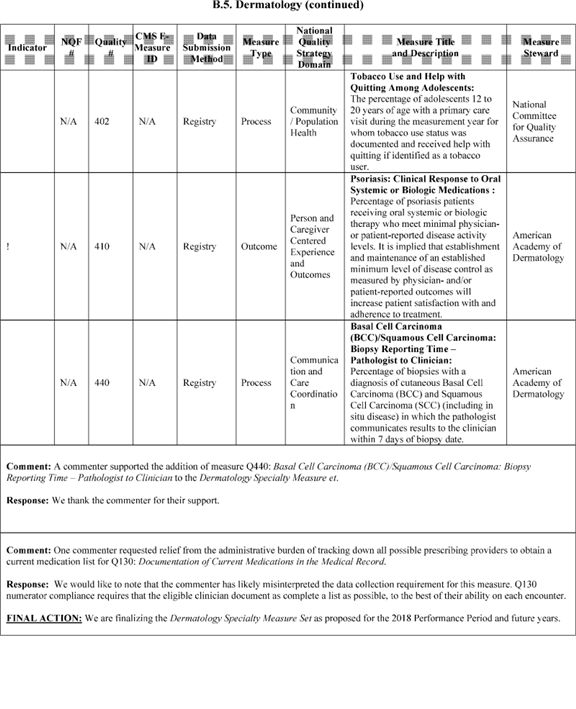 B.5. Dermatology (continued)
Indicator
NQF
#
Quality
#
CMS E-
Measure
ID
Data
Submission
Method
Measure
Type
National
Quality
Strategy
Domain
Measure Title
and Description
Measure
Steward
N/A
402
N/A
Registry
Process
Community
/ Population
Health
Tobacco Use and Help with
Quitting Among Adolescents:
The percentage of adolescents 12 to
20 years of age with a primary care
visit during the measurement year for
whom tobacco use status was
documented and received help with
quitting if identified as a tobacco
user.
National
Committee
for Quality
Assurance
!
N/A
410
N/A
Registry
Outcome
Person and
Caregiver
Centered
Experience
and
Outcomes
Psoriasis: Clinical Response to Oral
Systemic or Biologic Medications :
Percentage of psoriasis patients
receiving oral systemic or biologic
therapy who meet minimal physician-
or patient-reported disease activity
levels. It is implied that establishment
and maintenance of an established
minimum level of disease control as
measured by physician- and/or
patient-reported outcomes will
increase patient satisfaction with and
adherence to treatment.
American
Academy of
Dermatology
N/A
440
N/A
Registry
Process
Communica
tion and
Care
Coordinatio
n
Basal Cell Carcinoma
(BCC)/Squamous Cell Carcinoma:
Biopsy Reporting Time –
Pathologist to Clinician:
Percentage of biopsies with a
diagnosis of cutaneous Basal Cell
Carcinoma (BCC) and Squamous
Cell Carcinoma (SCC) (including in
situ disease) in which the pathologist
communicates results to the clinician
within 7 days of biopsy date.
American
Academy of
Dermatology
Comment: A commenter supported the addition of measure Q440: Basal Cell Carcinoma (BCC)/Squamous Cell Carcinoma: Biopsy
Reporting Time – Pathologist to Clinician to the Dermatology Specialty Measure et.
Response: We thank the commenter for their support.
Comment: One commenter requested relief from the administrative burden of tracking down all possible prescribing providers to obtain a
current medication list for Q130: Documentation of Current Medications in the Medical Record.
Response: We would like to note that the commenter has likely misinterpreted the data collection requirement for this measure. Q130
numerator compliance requires that the eligible clinician document as complete a list as possible, to the best of their ability on each encounter.
FINAL ACTION: We are finalizing the Dermatology Specialty Measure Set as proposed for the 2018 Performance Period and future years.